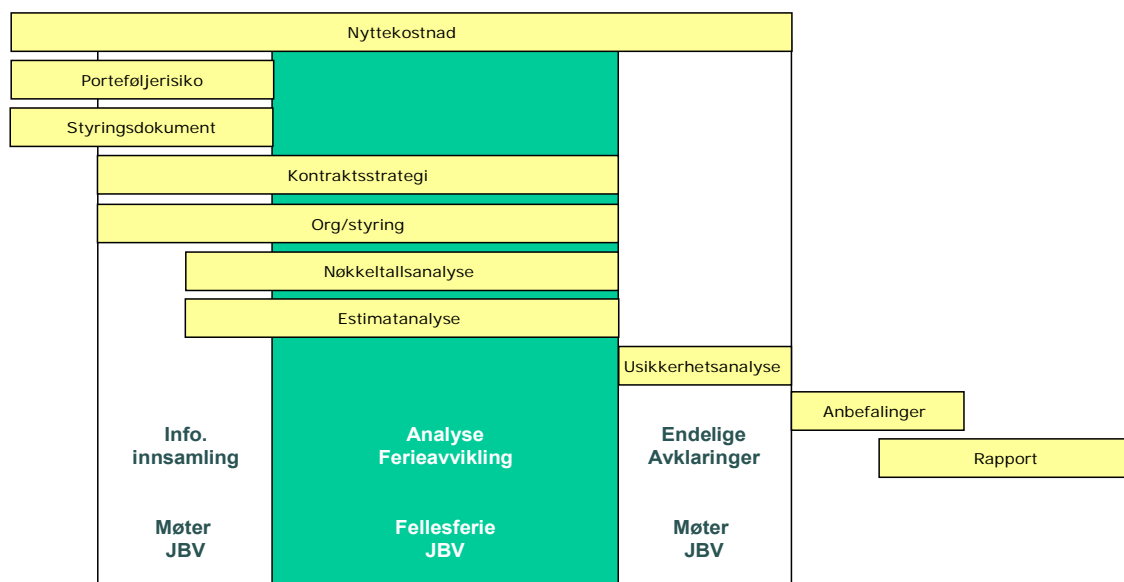 Nyttekostnad
Porteføljerisiko
Styringsdokument
Kontraktsstrategi
Org/styring
Nøkkeltallsanalyse
Estimatanalyse
Usikkerhetsanalyse
Anbefalinger
Rapport
Info.
innsamling
Analyse
Ferieavvikling
Endelige
Avklaringer
Møter
JBV
Fellesferie
JBV
Møter
JBV